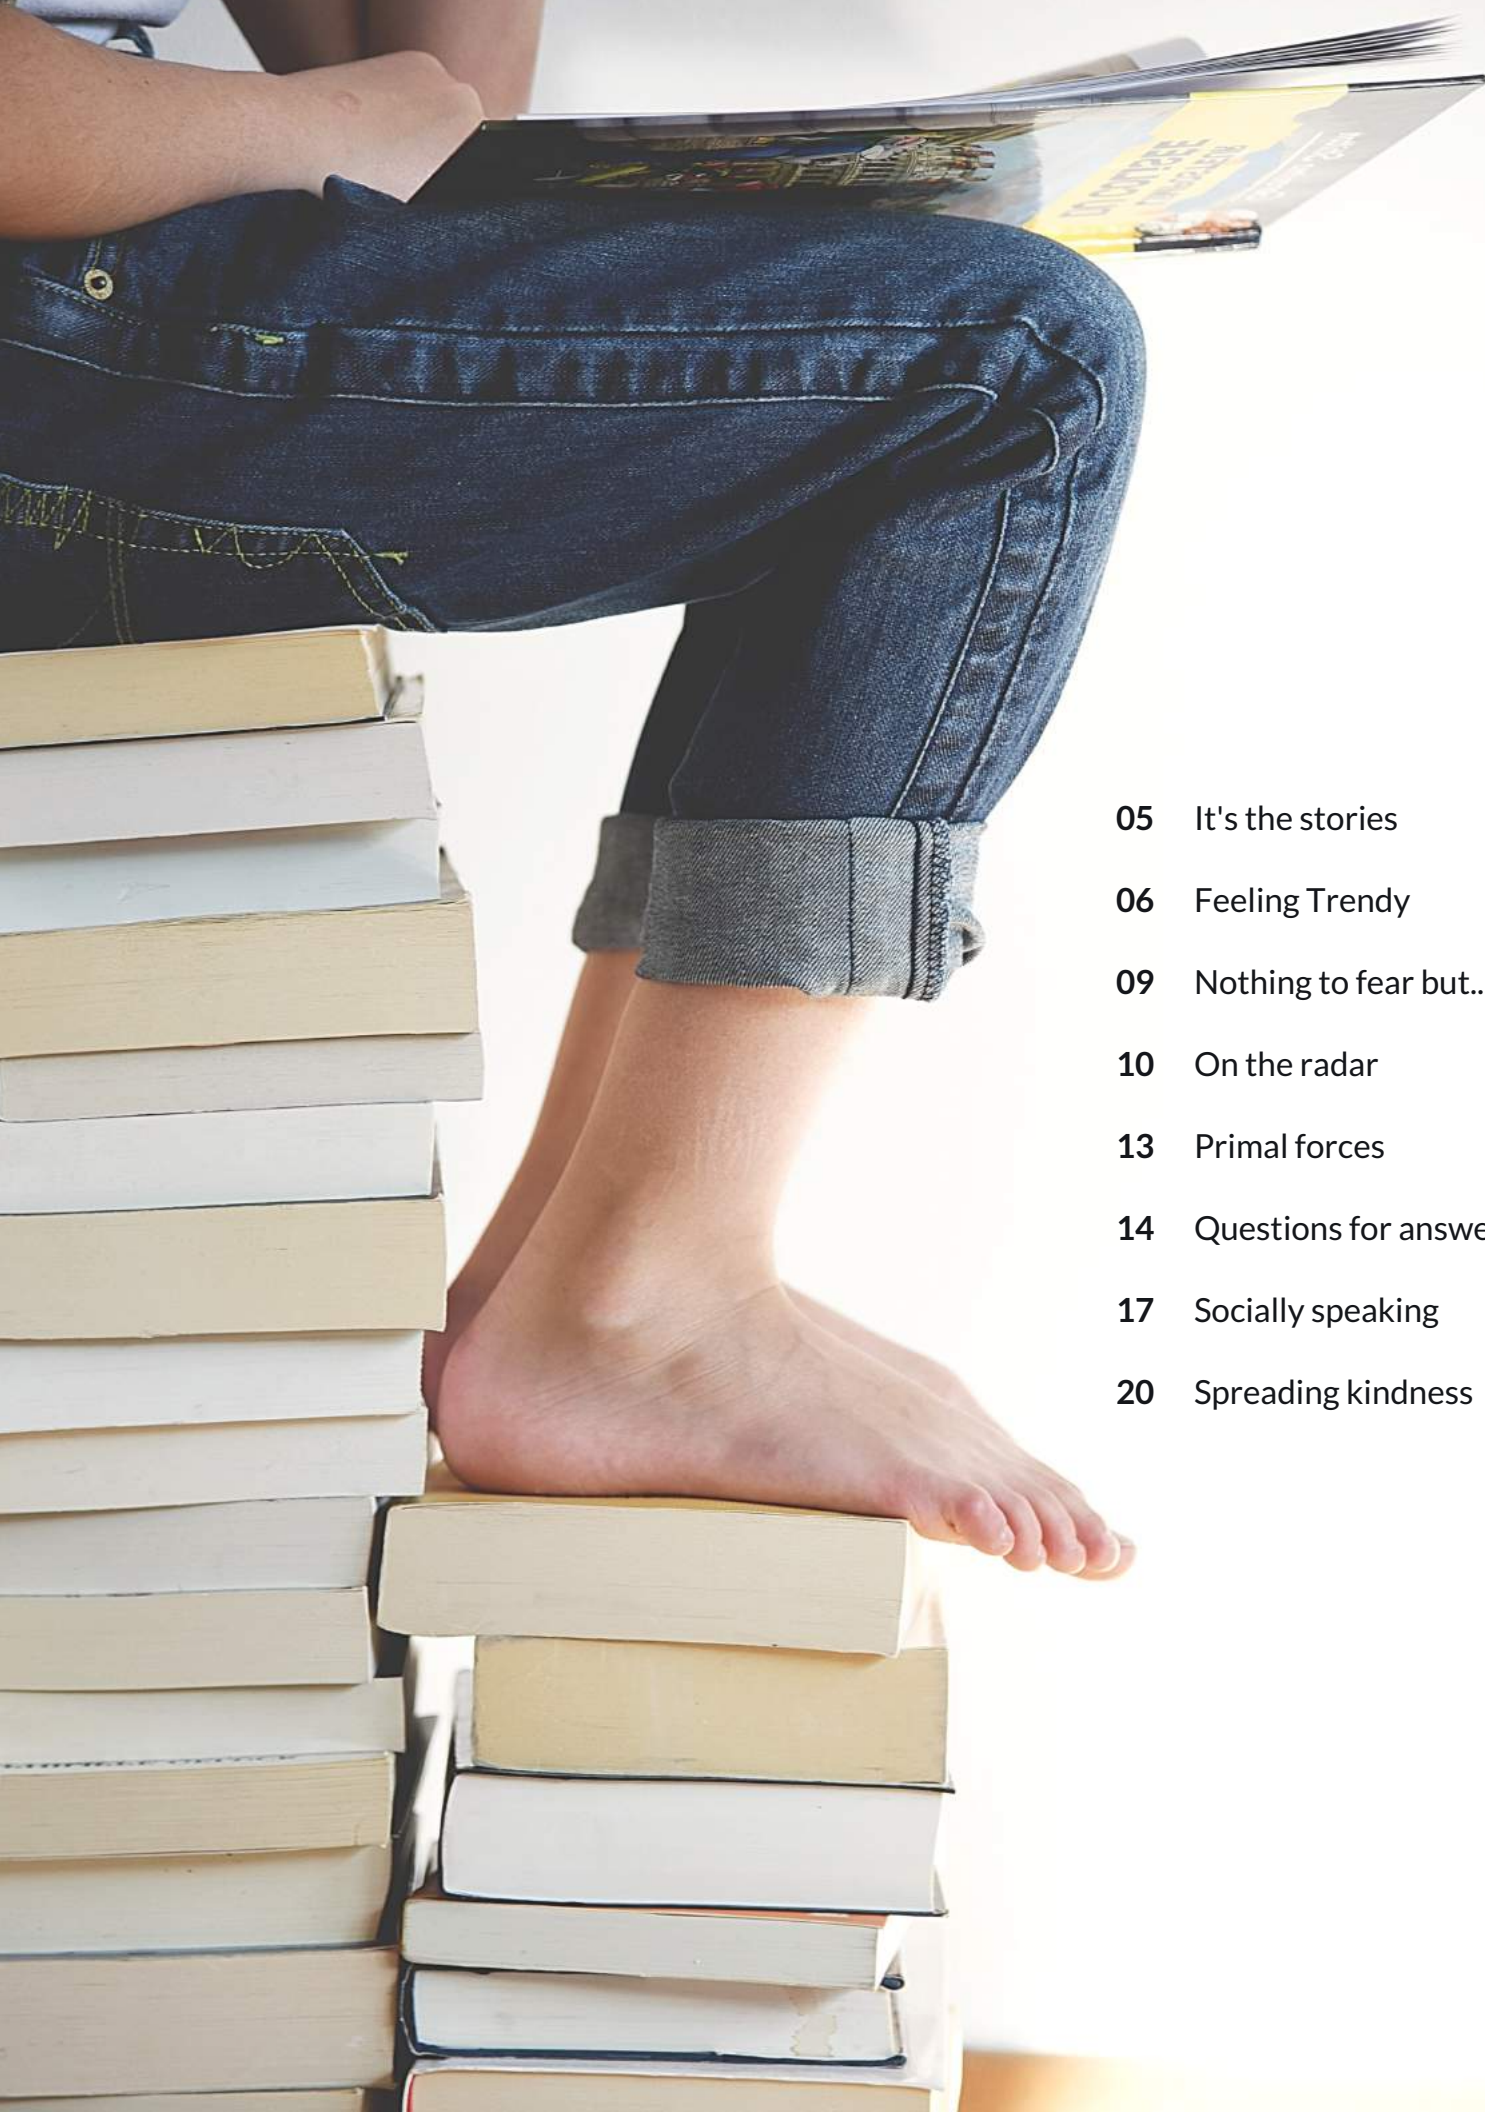 05 It's the stories
06 Feeling Trendy
09 Nothing to fear but..
10 On the radar
13 Primal forces
14 Questions for
17 Socially speaking
20 Spreading kindness